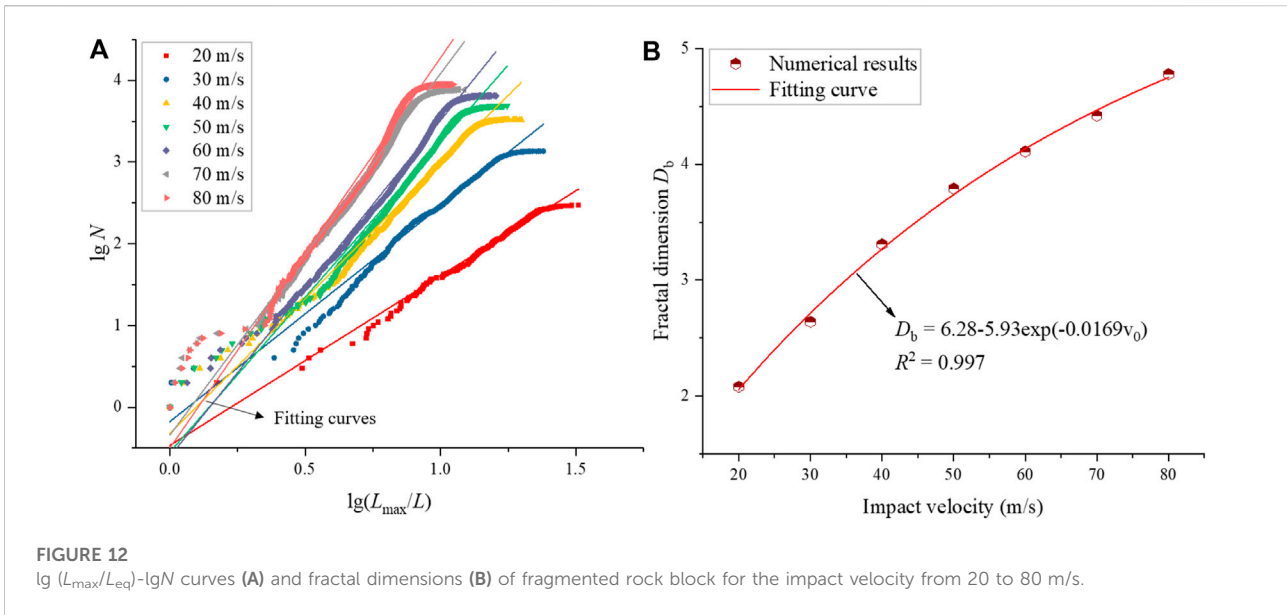 A
20 m/s
30 m/s
40 m/s
50 m/s
60 m/s
70 m/s
80 m/s
lg N
4
3
2
1
0
Fitting curves
0.0 0.5 1.0 1.5
lg(Lmax/L)
B
Numerical results
Fitting curve
Fractal dimension Db
5
4
3
2
Db = 6.28-5.93exp(-0.0169v0)
R² = 0.997
20 30 40 50 60 70 80
Impact velocity (m/s)
FIGURE 12
lg (Lmax/Leq)-lgN curves (A) and fractal dimensions (B) of fragmented rock block for the impact velocity from 20 to 80 m/s.